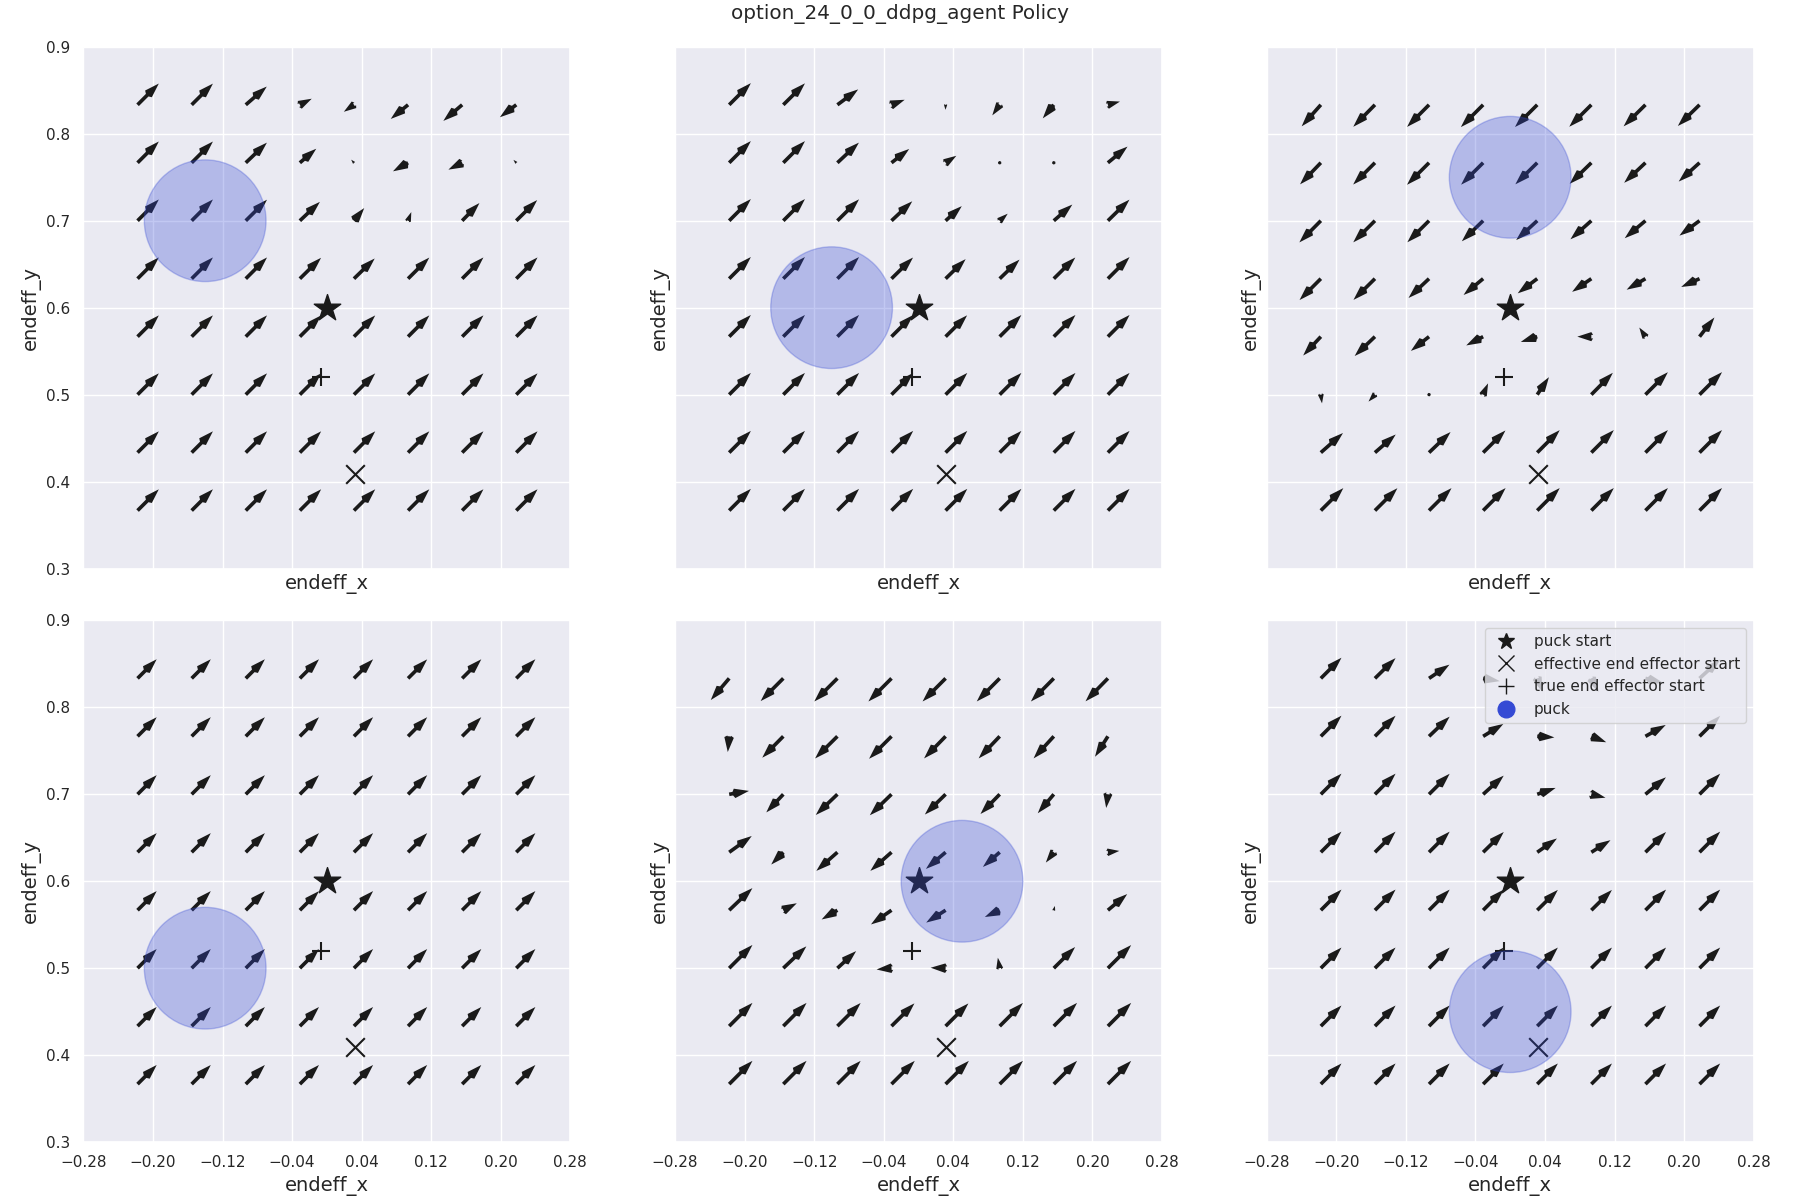 option_24_0_0_ddpg_agent Policy
0.9
0.8
0.7
0.6
0.5
0.4
0.3
endeff_y
endeff_x
endeff_y
endeff_x
endeff_y
endeff_x
0.9
0.8
0.7
0.6
0.5
0.4
0.3
endeff_y
−0.28 −0.20 −0.12 −0.04 0.04 0.12 0.20 0.28
endeff_x
endeff_y
−0.28 −0.20 −0.12 −0.04 0.04 0.12 0.20 0.28
endeff_x
puck start
effective end effector start
true end effector start
puck
endeff_y
−0.28 −0.20 −0.12 −0.04 0.04 0.12 0.20 0.28
endeff_x